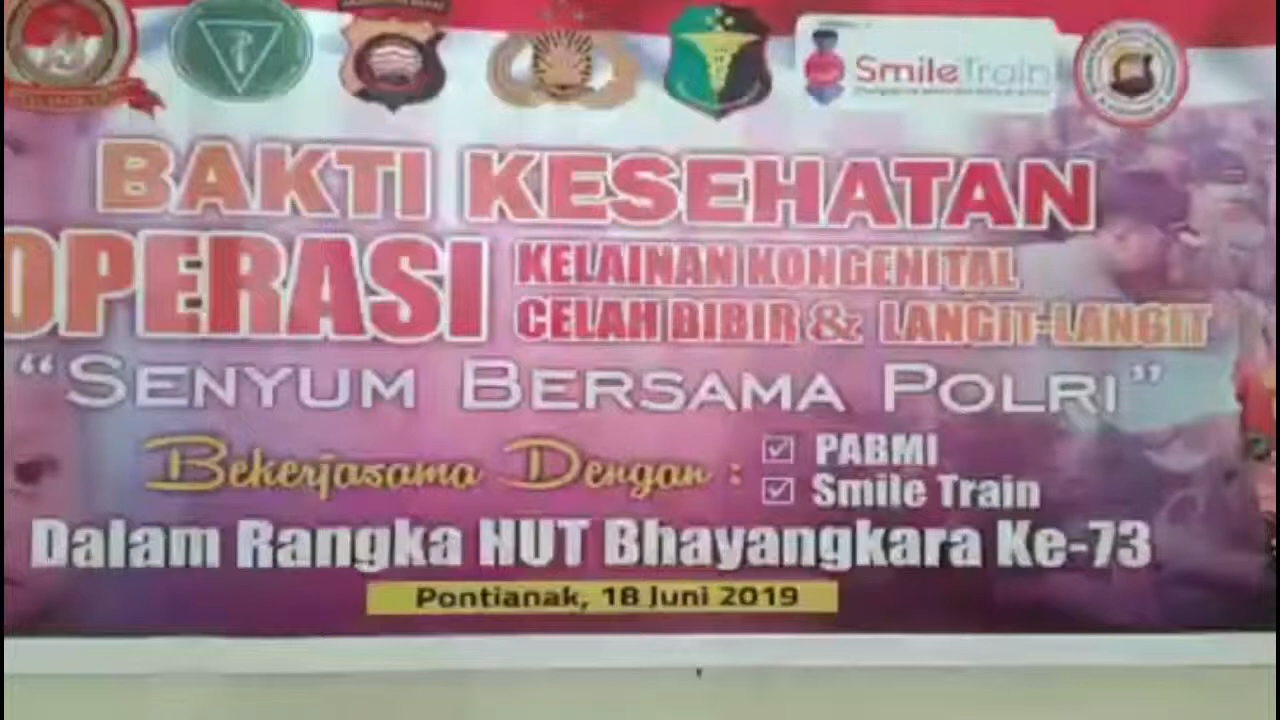 Smile Train
BAKTI KESEHATAN
OPERASI KELAINAN KONGENITAL
CELAH BIBIR & LANGIT-LANGIT
“SENYUM BERSAMA POLRI”
Bekerjasama Dengan : ☑ PABMI
☑ Smile Train
Dalam Rangka HUT Bhayangkara Ke-73
Pontianak, 18 Juni 2019